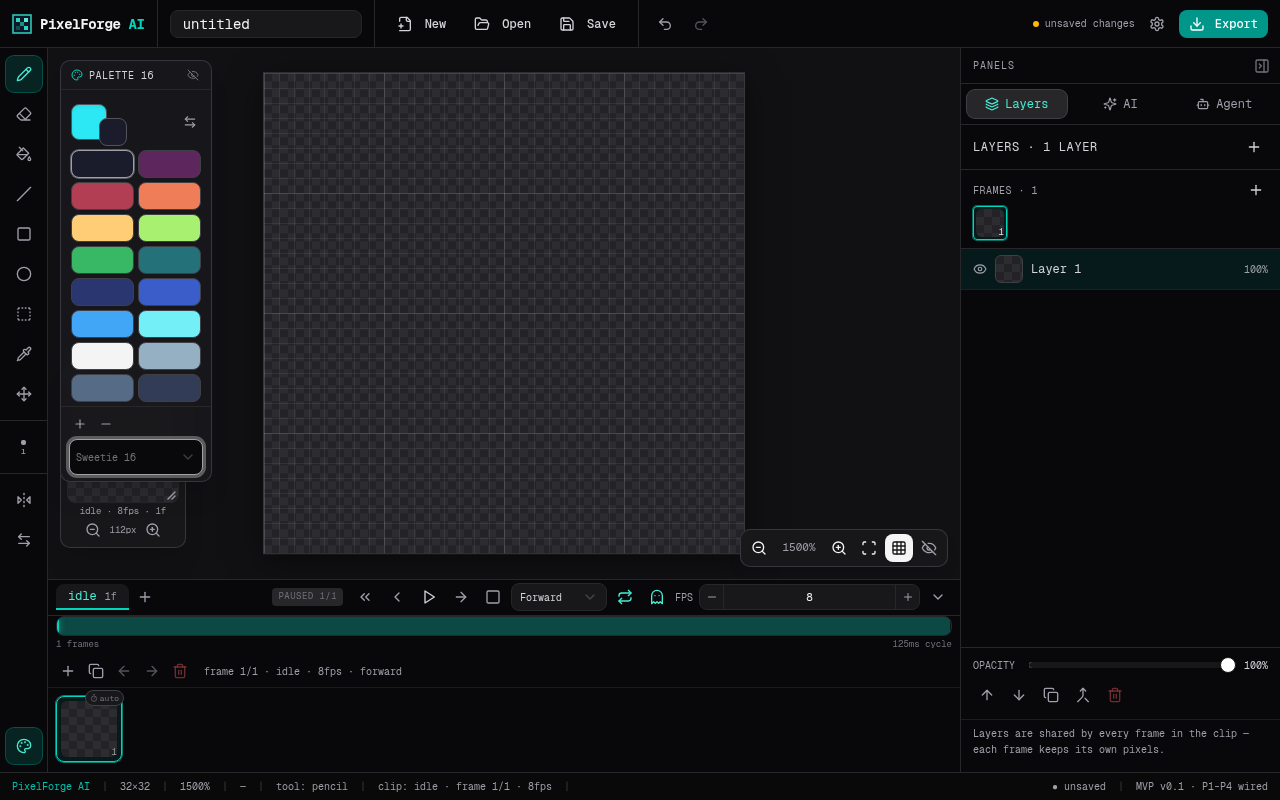 PixelForge AI
untitled
New
Open
Save
unsaved changes
Export
PALETTE 16
Sweetie 16
1
idle · 8fps · 1f
112px
1500%
PANELS
Layers
AI
Agent
LAYERS · 1 LAYER
FRAMES · 1
1
Layer 1
100%
idle 1f
PAUSED 1/1
Forward
FPS
8
1 frames
125ms cycle
frame 1/1 · idle · 8fps · forward
auto
1
OPACITY
100%
Layers are shared by every frame in the clip —
each frame keeps its own pixels.
PixelForge AI | 32×32 | 1500% | — | tool: pencil | clip: idle · frame 1/1 · 8fps |
● unsaved | MVP v0.1 · P1–P4 wired